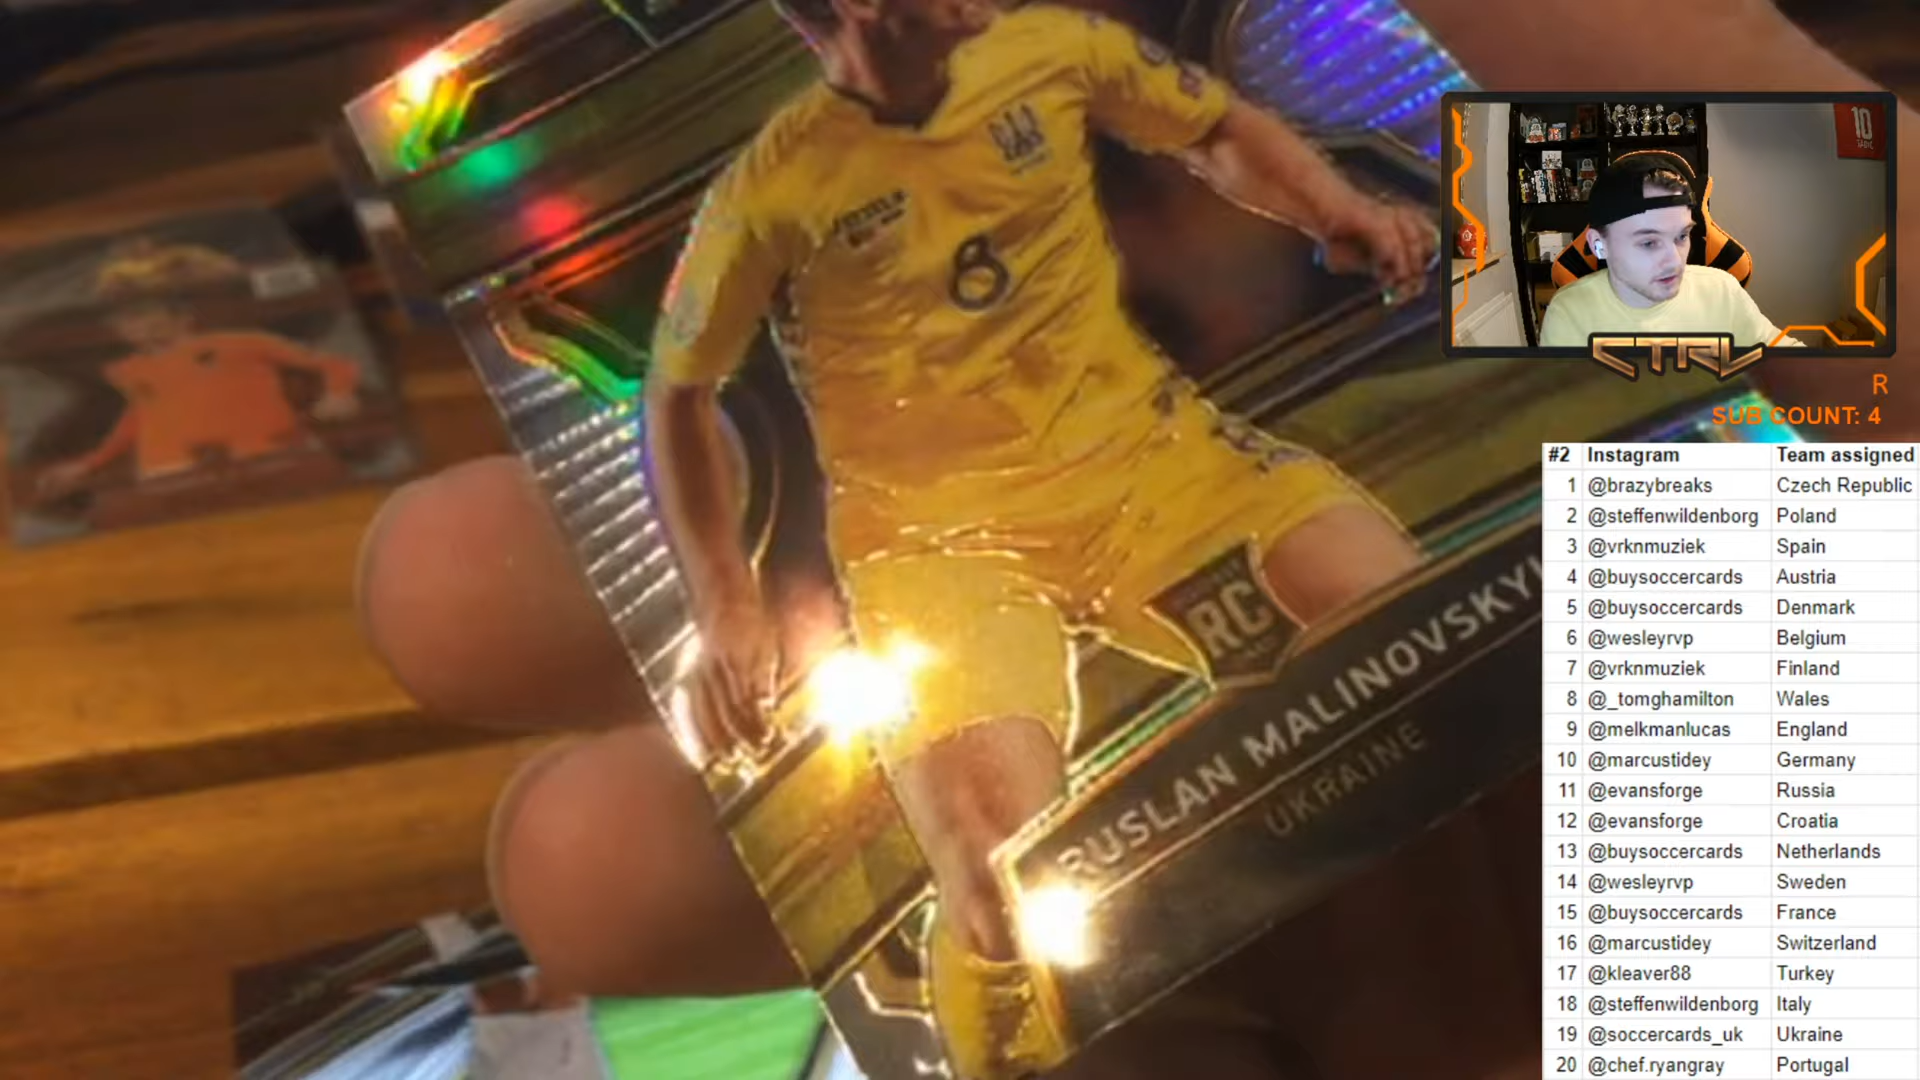 6
RC
RUSLAN MALINOVSKYI
UKRAINE
10
CTRL
R
SUB COUNT: 4
#2 Instagram Team assigned
1 @brazybreaks Czech Republic
2 @steffenwildenborg Poland
3 @vrknmuziek Spain
4 @buysoccercards Austria
5 @buysoccercards Denmark
6 @wesleyrvp Belgium
7 @vrknmuziek Finland
8 @_tomghamilton Wales
9 @melkmanlucas England
10 @marcustidey Germany
11 @evansforge Russia
12 @evansforge Croatia
13 @buysoccercards Netherlands
14 @wesleyrvp Sweden
15 @buysoccercards France
16 @marcustidey Switzerland
17 @kleaver88 Turkey
18 @steffenwildenborg Italy
19 @soccercards_uk Ukraine
20 @chef.ryangray Portugal